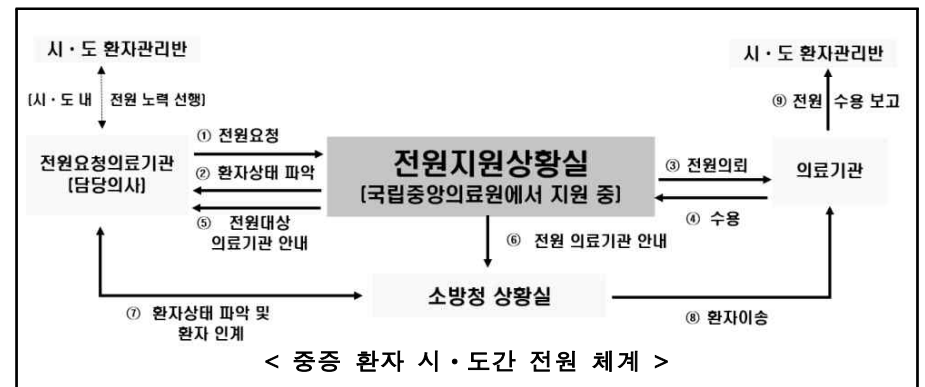 시・도 환자관리반
시・도 환자관리반
(시・도 내 전원 노력 선행)
⑨ 전원 수용 보고
① 전원요청
전원요청의료기관
(담당의사)
② 환자상태 파악
전원지원상황실
(국립중앙의료원에서 지원 중)
③ 전원의뢰
의료기관
④ 수용
⑤ 전원대상
의료기관 안내
⑥ 전원 의료기관 안내
소방청 상황실
⑦ 환자상태 파악 및
환자 인계
⑧ 환자이송
< 중증 환자 시・도간 전원 체계 >